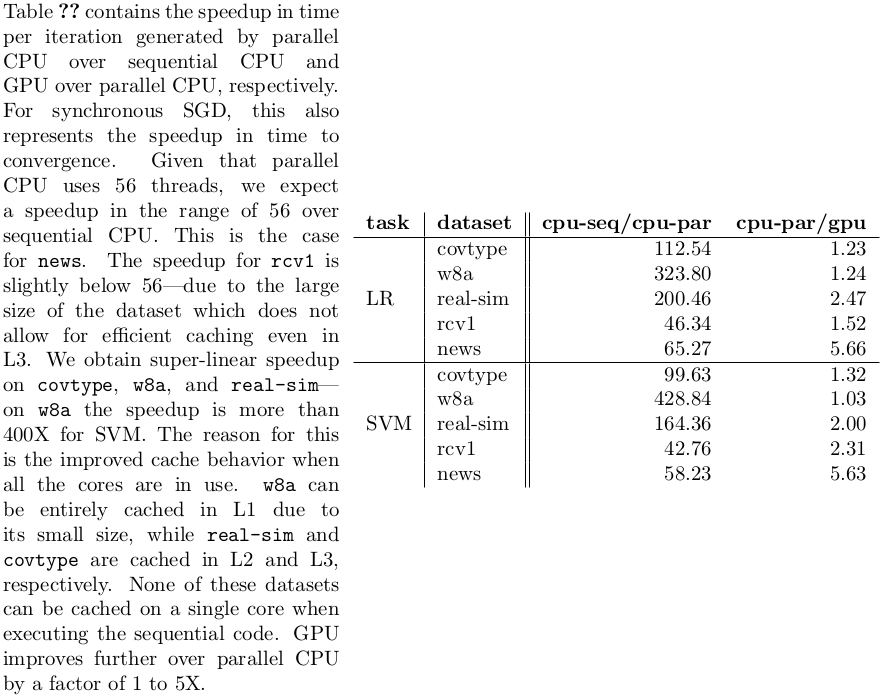 Table ?? contains the speedup in time
per iteration generated by parallel
CPU over sequential CPU and
GPU over parallel CPU, respectively.
For synchronous SGD, this also
represents the speedup in time to
convergence. Given that parallel
CPU uses 56 threads, we expect
a speedup in the range of 56 over
sequential CPU. This is the case
for news. The speedup for rcv1 is
slightly below 56—due to the large
size of the dataset which does not
allow for efficient caching even in
L3. We obtain super-linear speedup
on covtype, w8a, and real-sim—
on w8a the speedup is more than
400X for SVM. The reason for this
is the improved cache behavior when
all the cores are in use. w8a can
be entirely cached in L1 due to
its small size, while real-sim and
covtype are cached in L2 and L3,
respectively. None of these datasets
can be cached on a single core when
executing the sequential code. GPU
improves further over parallel CPU
by a factor of 1 to 5X.
task dataset cpu-seq/cpu-par cpu-par/gpu
covtype 112.54 1.23
w8a 323.80 1.24
LR real-sim 200.46 2.47
rcv1 46.34 1.52
news 65.27 5.66
covtype 99.63 1.32
w8a 428.84 1.03
SVM real-sim 164.36 2.00
rcv1 42.76 2.31
news 58.23 5.63